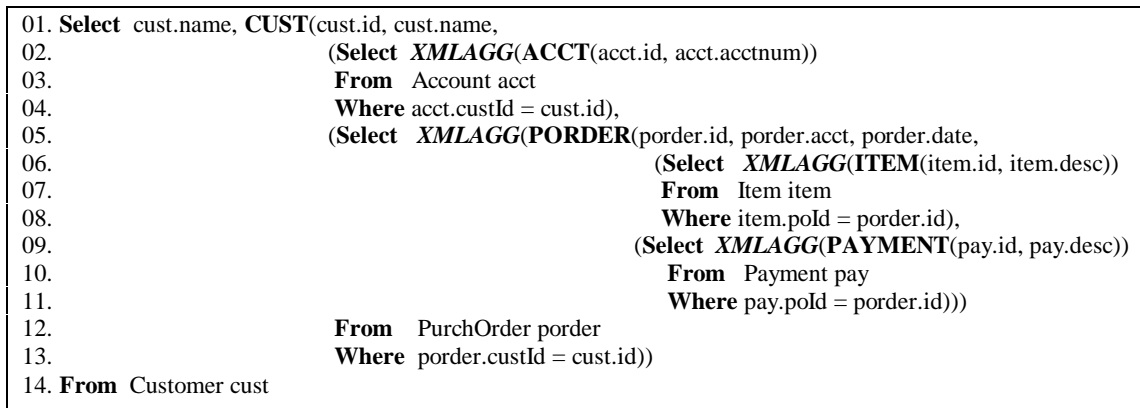 01. Select cust.name, CUST(cust.id, cust.name,
02. (Select XMLAGG(ACCT(acct.id, acct.acctnum))
03. From Account acct
04. Where acct.custId = cust.id),
05. (Select XMLAGG(PORDER(porder.id, porder.acct, porder.date,
06. (Select XMLAGG(ITEM(item.id, item.desc))
07. From Item item
08. Where item.poId = porder.id),
09. (Select XMLAGG(PAYMENT(pay.id, pay.desc))
10. From Payment pay
11. Where pay.poId = porder.id)))
12. From PurchOrder porder
13. Where porder.custId = cust.id))
14. From Customer cust